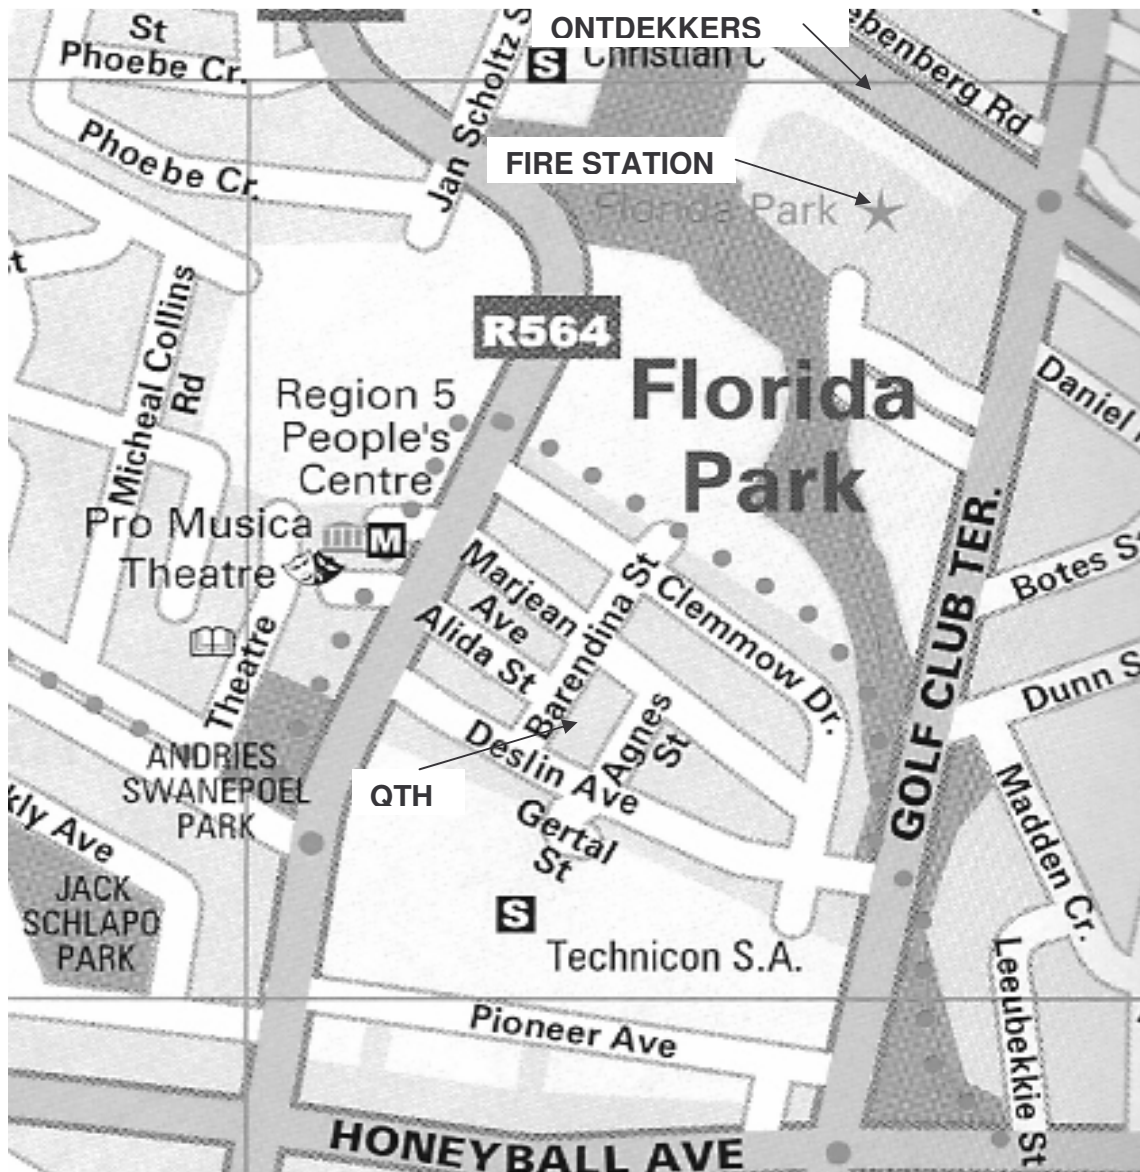 ONTDEKKERS
St
Phoebe Cr.
Christian C
ebenberg Rd
Jan Scholtz S
Phoebe Cr.
FIRE STATION
Florida Park
Micheal Collins
Rd
R564
Florida
Park
Region 5
People's
Centre
Daniel
Pro Musica
Theatre
M
Marjean
Ave
Alida St
Barendina St
Clemmow Dr.
GOLF CLUB TER.
Botes S
Dunn S
Theatre
Agnes
St
Deslin Ave
QTH
Gertal
St
ANDRIES
SWANEPOEL
PARK
kly Ave
JACK
SCHLAPO
PARK
S
S
Technicon S.A.
Madden Cr.
Leeubekkie St
Pioneer Ave
HONEYBALL AVE